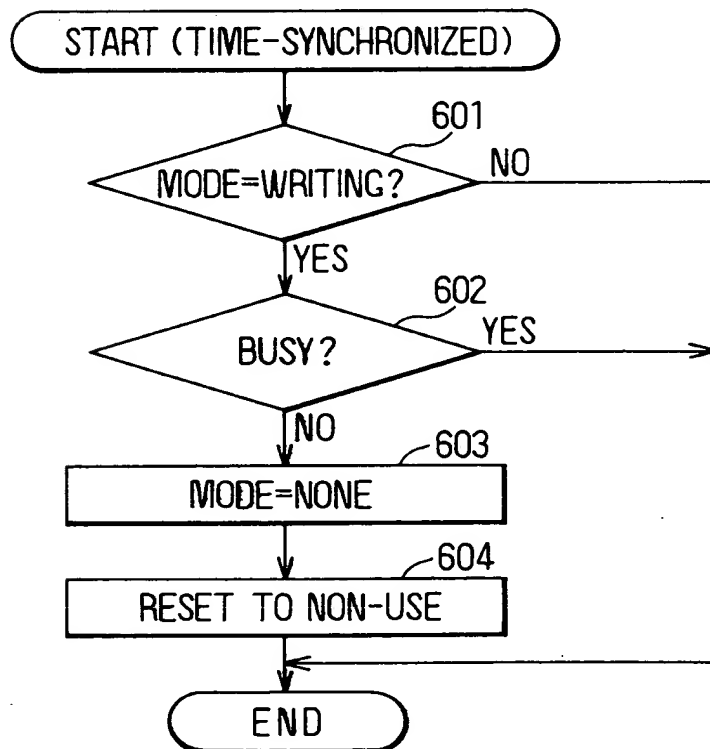 START (TIME-SYNCHRONIZED)
601
MODE=WRITING?
NO
YES
602
BUSY?
YES
NO
603
MODE=NONE
604
RESET TO NON-USE
END